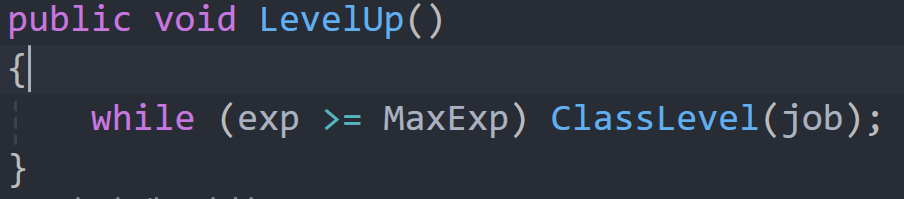 public void LevelUp()
{
    while (exp >= MaxExp) ClassLevel(job);
}